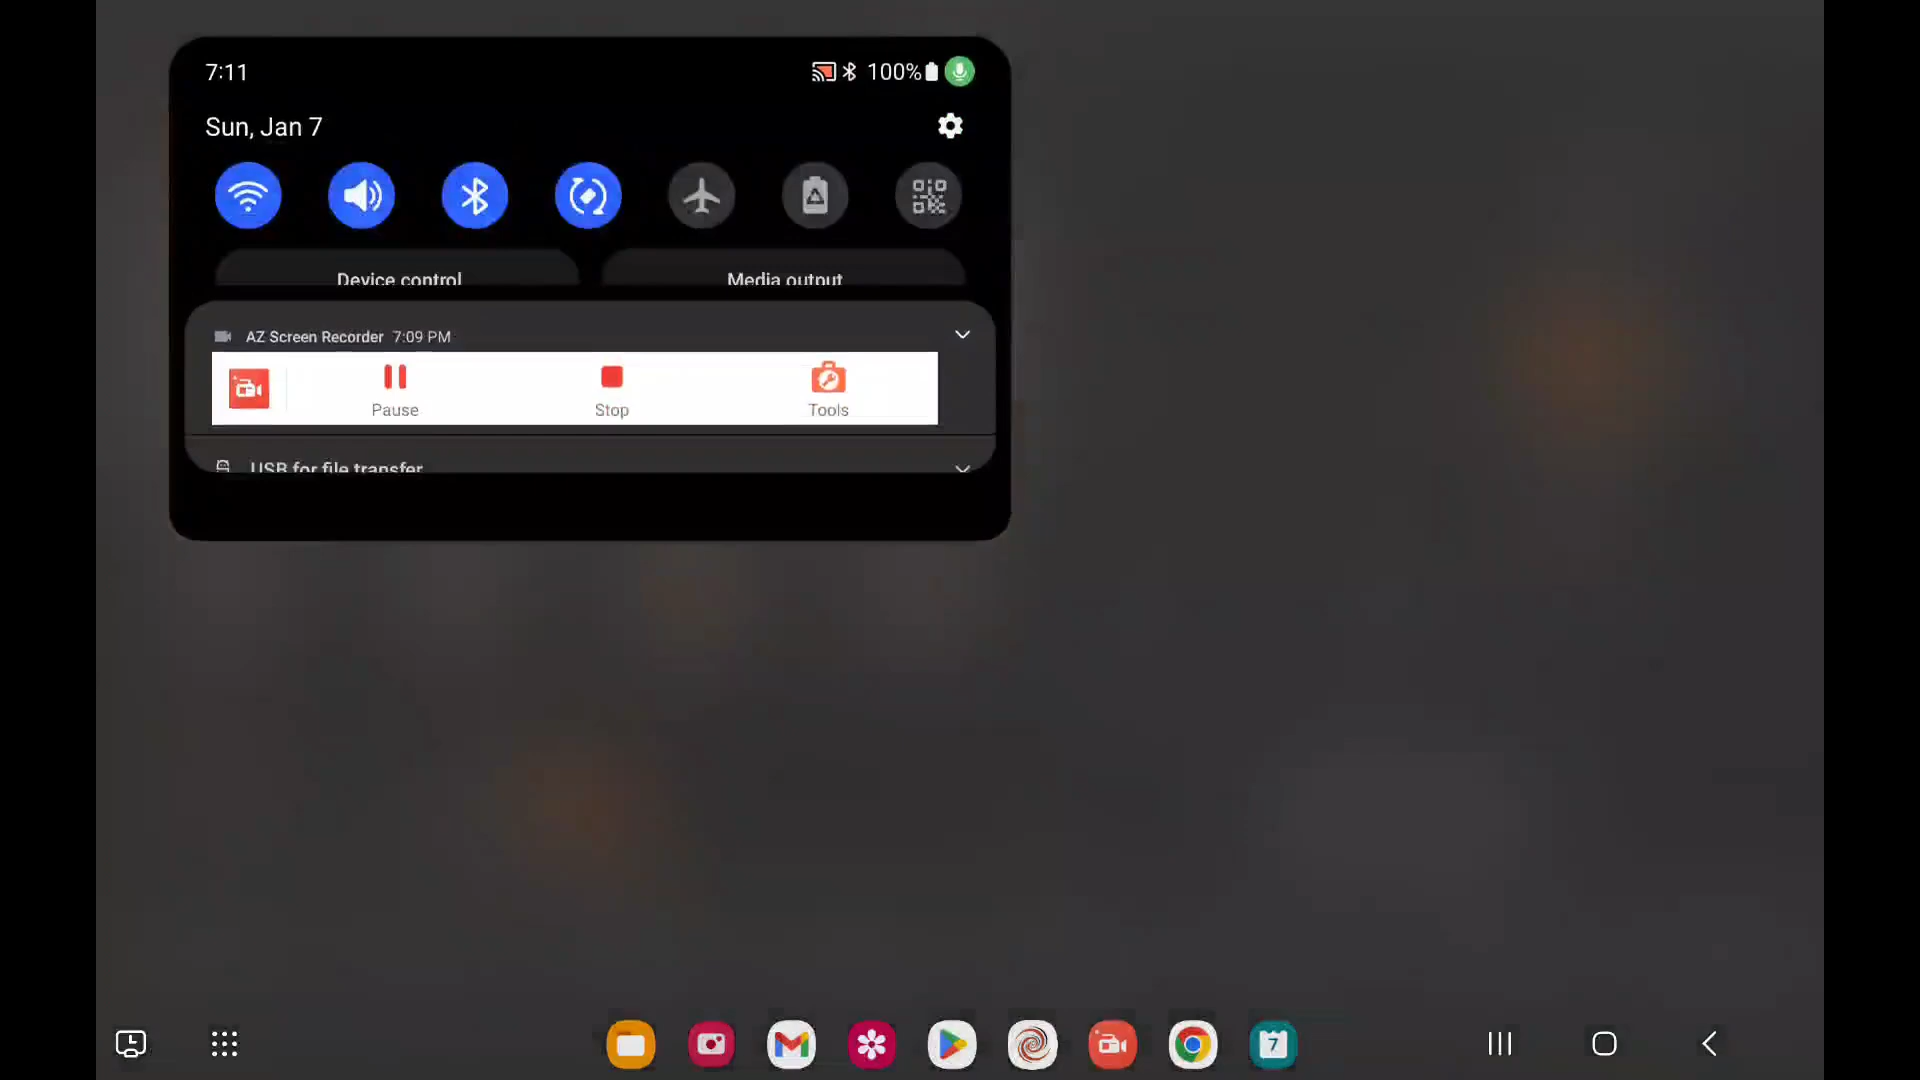 7:11
100%
Sun, Jan 7
Device control
Media output
AZ Screen Recorder 7:09 PM
Pause
Stop
Tools
USB for file transfer
7